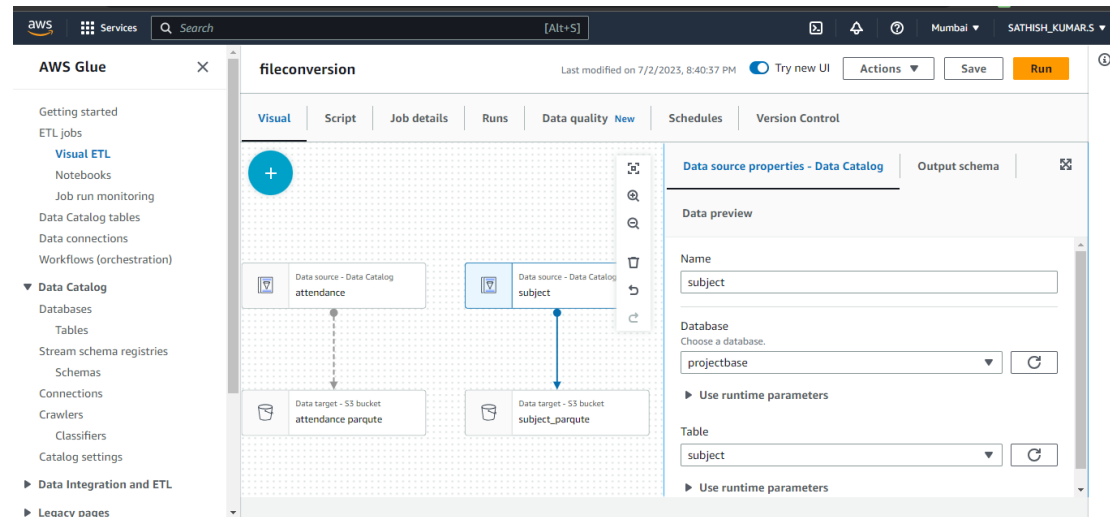 aws Services Search [Alt+S] Mumbai ▼ SATHISH_KUMAR.S ▼
AWS Glue
Getting started
ETL jobs
Visual ETL
Notebooks
Job run monitoring
Data Catalog tables
Data connections
Workflows (orchestration)
Data Catalog
Databases
Tables
Stream schema registries
Schemas
Connections
Crawlers
Classifiers
Catalog settings
Data Integration and ETL
Legacy pages
fileconversion
Last modified on 7/2/2023, 8:40:37 PM Try new UI Actions ▼ Save Run
Visual Script Job details Runs Data quality New Schedules Version Control
Data source - Data Catalog
attendance
Data source - Data Catalog
subject
Data target - S3 bucket
attendance parqute
Data target - S3 bucket
subject_parqute
Data source properties - Data Catalog Output schema
Data preview
Name
subject
Database
Choose a database.
projectbase
Use runtime parameters
Table
subject
Use runtime parameters